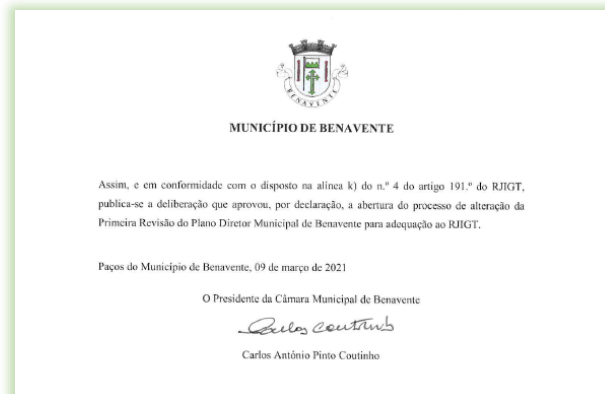 BENAVENTE
MUNICÍPIO DE BENAVENTE
Assim, e em conformidade com o disposto na alínea k) do n.º 4 do artigo 191.º do RJIGT,
publica-se a deliberação que aprovou, por declaração, a abertura do processo de alteração da
Primeira Revisão do Plano Diretor Municipal de Benavente para adequação ao RJIGT.
Paços do Município de Benavente, 09 de março de 2021
O Presidente da Câmara Municipal de Benavente
Carlos Coutinho
Carlos António Pinto Coutinho